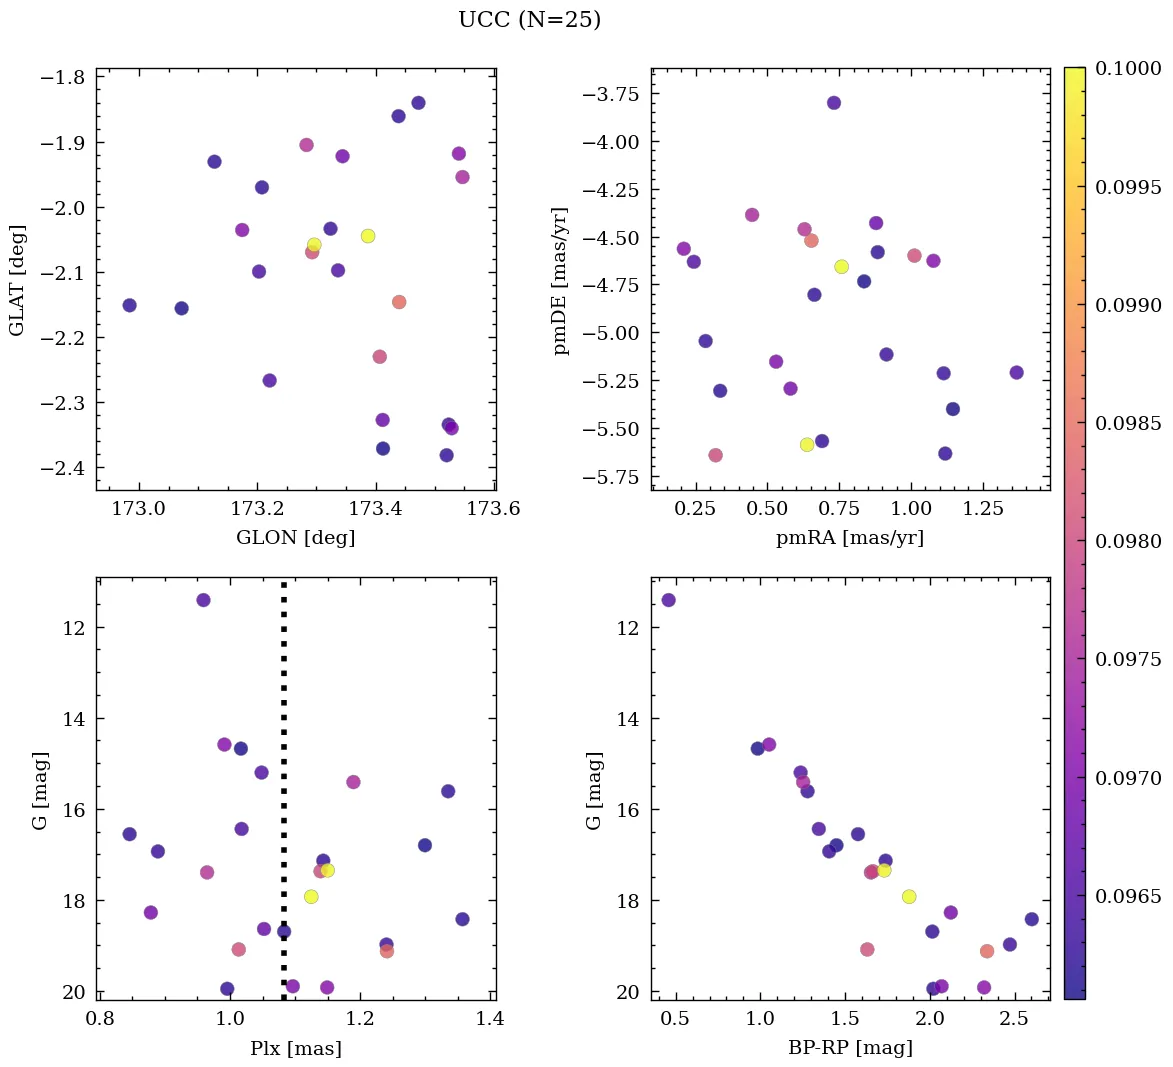 UCC (N=25)
−1.8
−1.9
−2.0
−2.1
−2.2
−2.3
−2.4
GLAT [deg]
173.0 173.2 173.4 173.6
GLON [deg]
−3.75
−4.00
−4.25
−4.50
−4.75
−5.00
−5.25
−5.50
−5.75
pmDE [mas/yr]
0.25 0.50 0.75 1.00 1.25
pmRA [mas/yr]
12
14
16
18
20
G [mag]
0.8 1.0 1.2 1.4
Plx [mas]
12
14
16
18
20
G [mag]
0.5 1.0 1.5 2.0 2.5
BP-RP [mag]
0.1000
0.0995
0.0990
0.0985
0.0980
0.0975
0.0970
0.0965